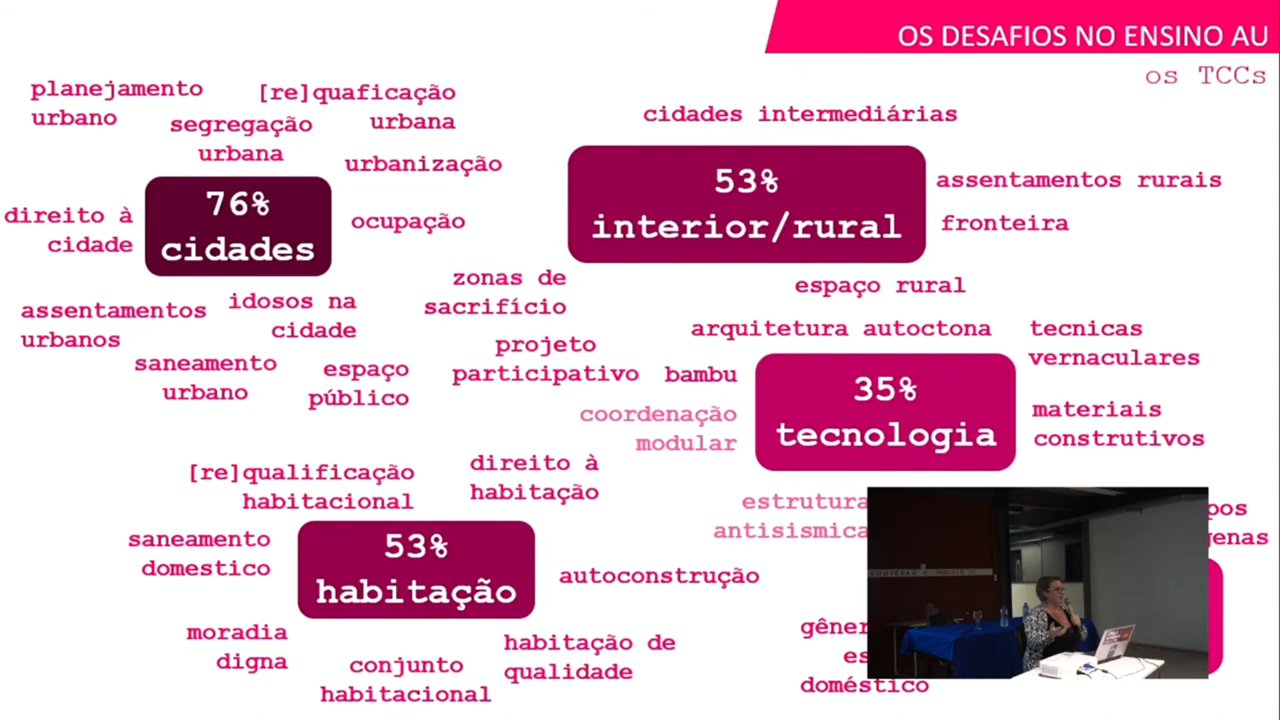 OS DESAFIOS NO ENSINO AU
os TCCs
planejamento
urbano
[re]quaficação
urbana
segregação
urbana
urbanização
direito à
cidade
76%
cidades
ocupação
assentamentos
urbanos
idosos na
cidade
saneamento
urbano
espaço
público
zonas de
sacrifício
projeto
participativo
cidades intermediárias
53%
interior/rural
assentamentos rurais
fronteira
espaço rural
arquitetura autoctona
tecnicas
vernaculares
bambu
35%
tecnologia
materiais
construtivos
coordenação
modular
estrutura
antisismica
[re]qualificação
habitacional
direito à
habitação
saneamento
domestico
53%
habitação
autoconstrução
moradia
digna
conjunto
habitacional
habitação de
qualidade
doméstico